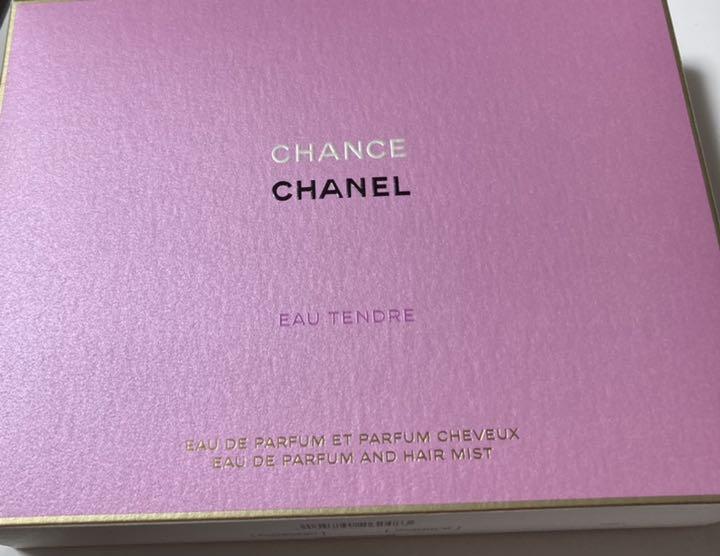 CHANCE
CHANEL
EAU TENDRE
EAU DE PARFUM ET PARFUM CHEVEUX
EAU DE PARFUM AND HAIR MIST